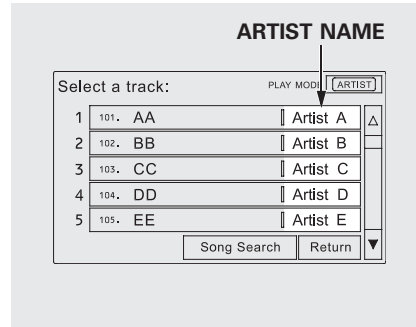 ARTIST NAME
Select a track: PLAY MODE ARTIST
1 101. AA Artist A
2 102. BB Artist B
3 103. CC Artist C
4 104. DD Artist D
5 105. EE Artist E
Song Search Return